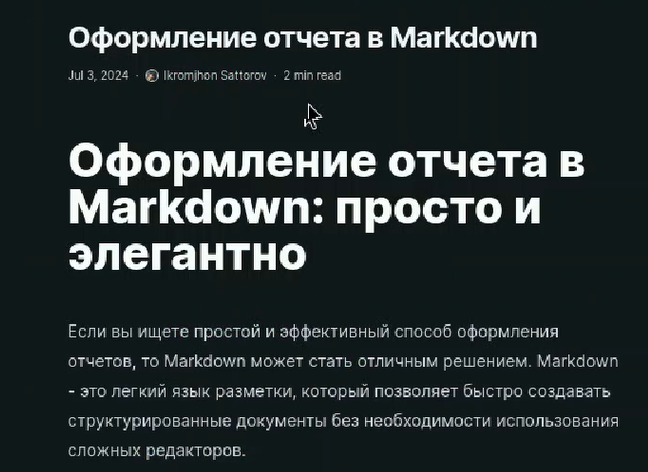 Оформление отчета в Markdown
Jul 3, 2024 · Ikromjhon Sattorov · 2 min read
Оформление отчета в
Markdown: просто и
элегантно
Если вы ищете простой и эффективный способ оформления
отчетов, то Markdown может стать отличным решением. Markdown
- это легкий язык разметки, который позволяет быстро создавать
структурированные документы без необходимости использования
сложных редакторов.